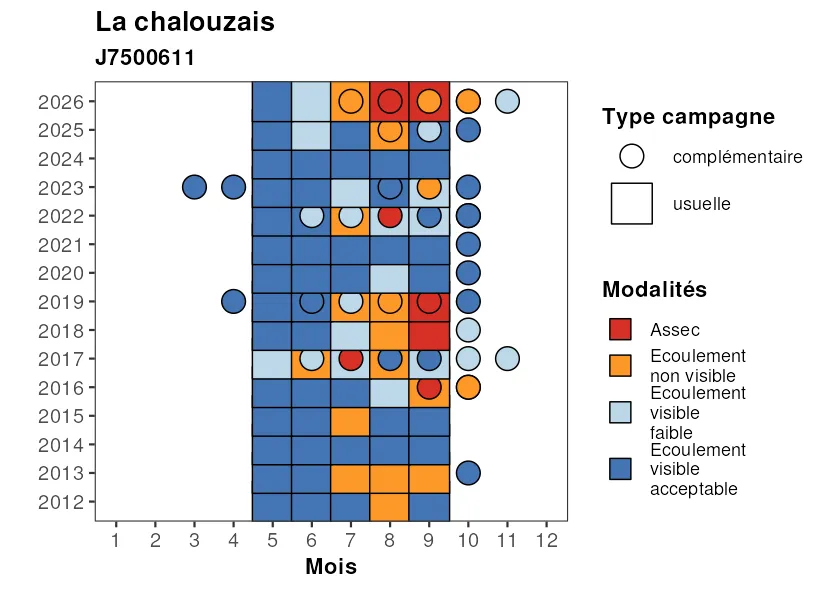 La chalouzais
J7500611
2026
2025
2024
2023
2022
2021
2020
2019
2018
2017
2016
2015
2014
2013
2012
1 2 3 4 5 6 7 8 9 10 11 12
Mois
Type campagne
complémentaire
usuelle
Modalités
Assec
Ecoulement
non visible
Ecoulement
visible
faible
Ecoulement
visible
acceptable